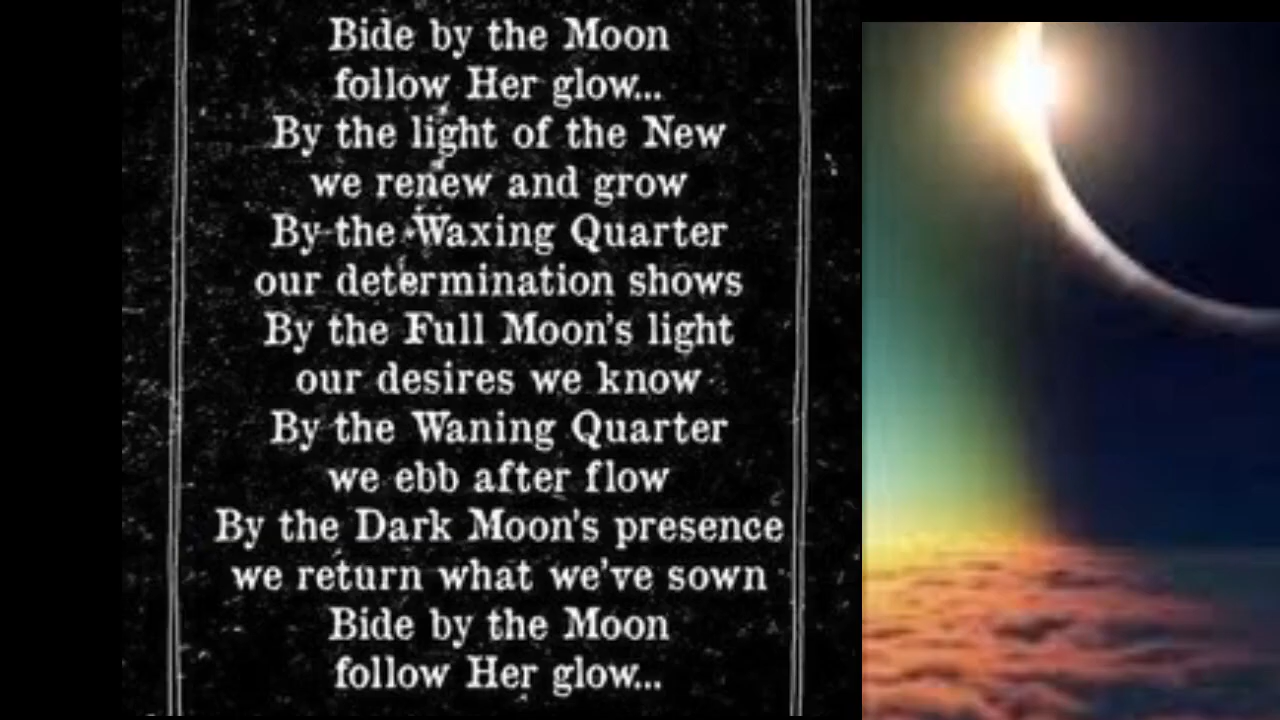 Bide by the Moon
follow Her glow...
By the light of the New
we renew and grow
By the Waxing Quarter
our determination shows
By the Full Moon's light
our desires we know
By the Waning Quarter
we ebb after flow
By the Dark Moon's presence
we return what we've sown
Bide by the Moon
follow Her glow...